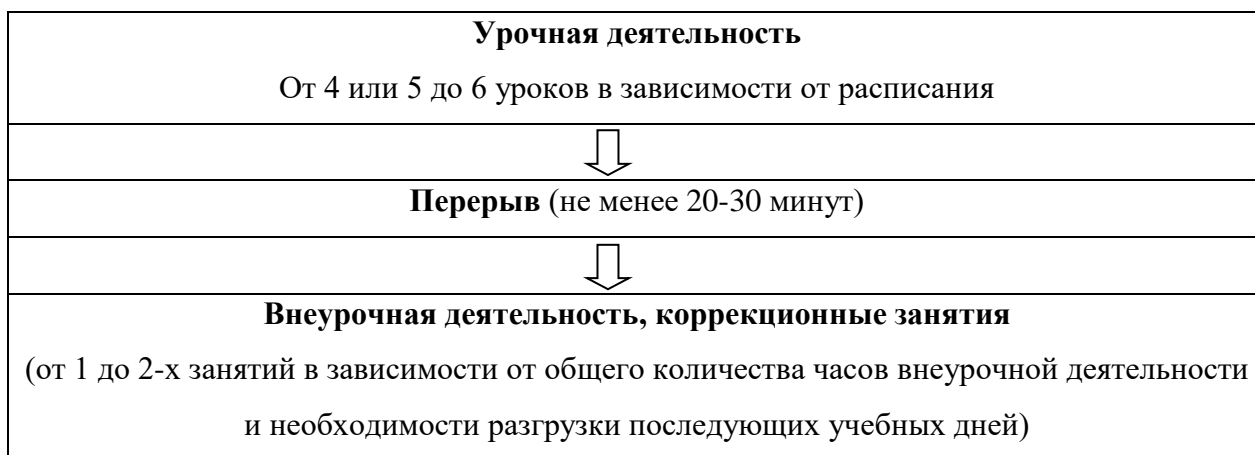 Урочная деятельность
От 4 или 5 до 6 уроков в зависимости от расписания
Перерыв (не менее 20-30 минут)
Внеурочная деятельность, коррекционные занятия
(от 1 до 2-х занятий в зависимости от общего количества часов внеурочной деятельности
и необходимости разгрузки последующих учебных дней)